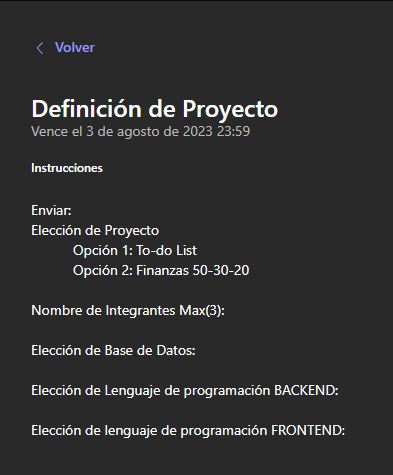 Volver
Definición de Proyecto
Vence el 3 de agosto de 2023 23:59
Instrucciones
Enviar:
Elección de Proyecto
Opción 1: To-do List
Opción 2: Finanzas 50-30-20
Nombre de Integrantes Max(3):
Elección de Base de Datos:
Elección de Lenguaje de programación BACKEND:
Elección de lenguaje de programación FRONTEND: